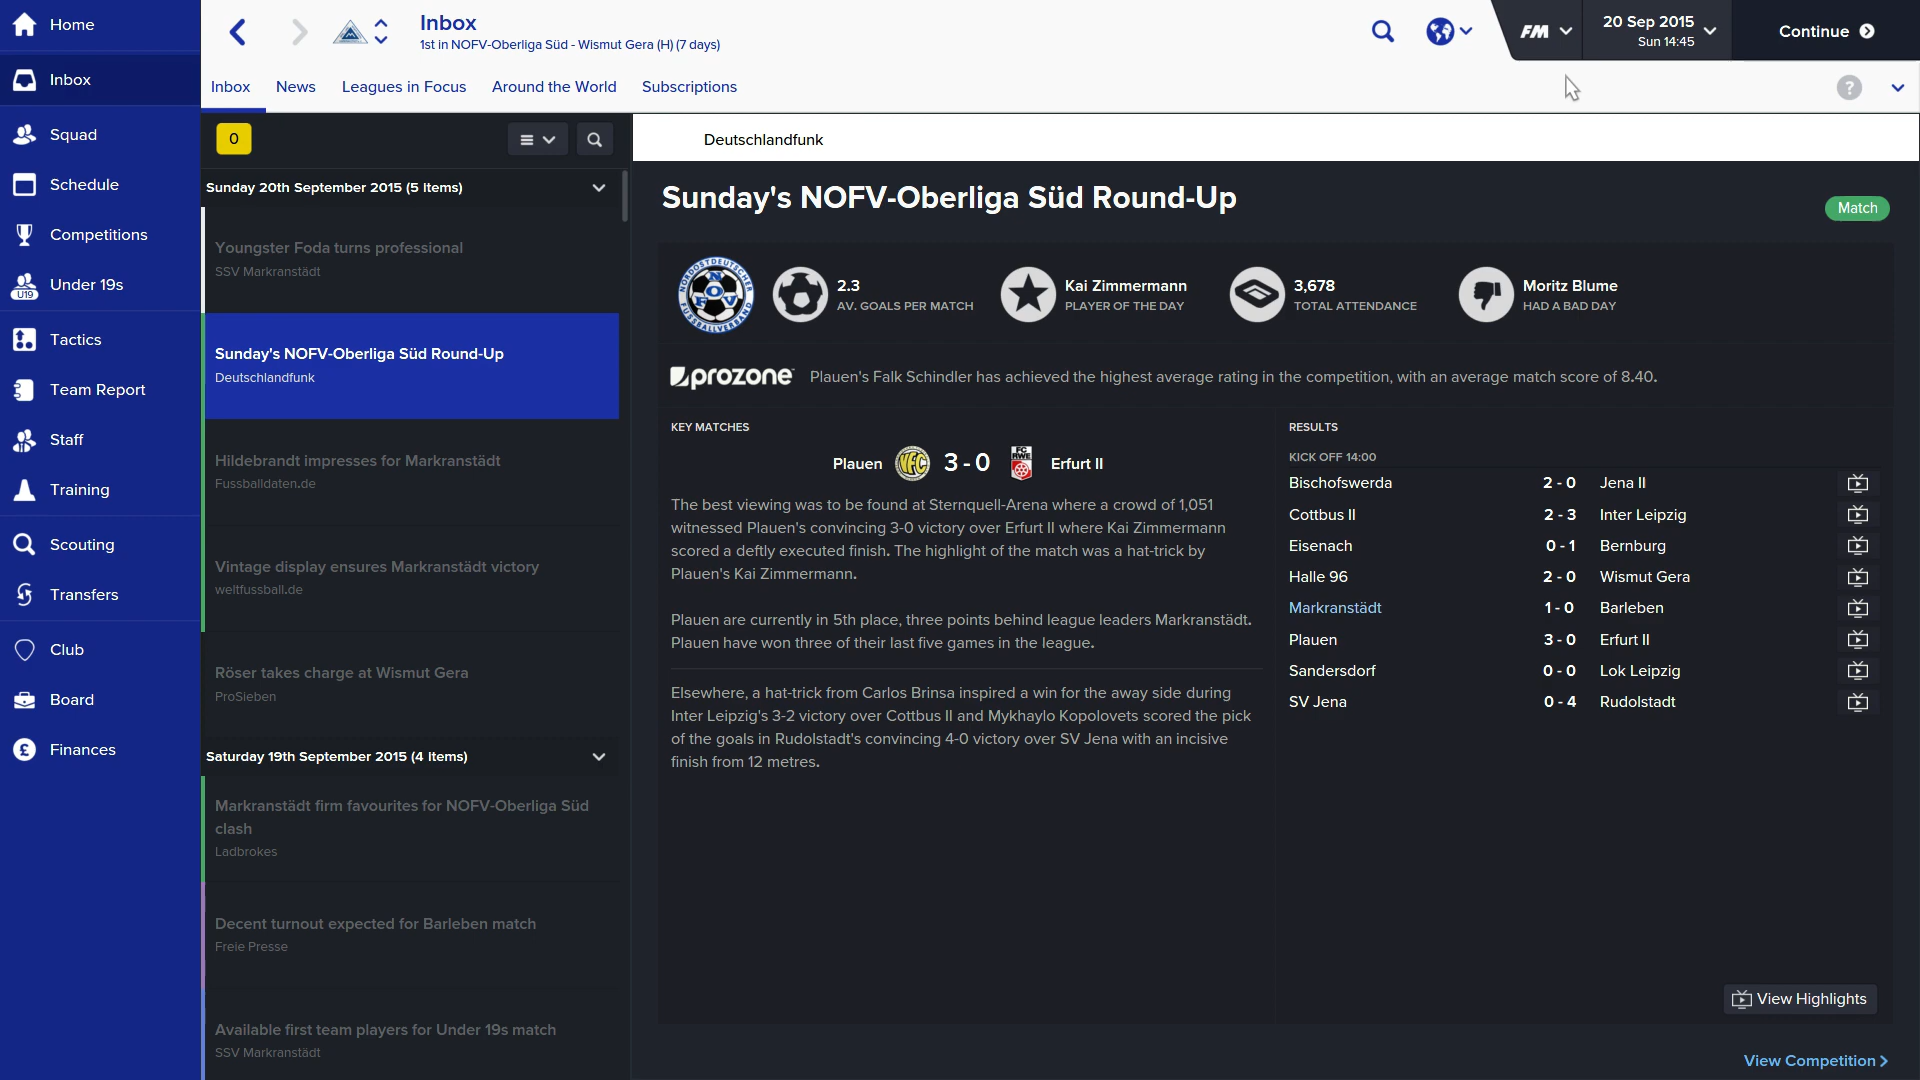 Home
Inbox
Squad
Schedule
Competitions
U19
Under 19s
Tactics
Team Report
Staff
Training
Scouting
Transfers
Club
Board
Finances
Inbox
1st in NOFV-Oberliga Süd - Wismut Gera (H) (7 days)
FM
20 Sep 2015
Sun 14:45
Continue
Inbox
News
Leagues in Focus
Around the World
Subscriptions
?
0
Sunday 20th September 2015 (5 Items)
Youngster Foda turns professional
SSV Markranstädt
Sunday's NOFV-Oberliga Süd Round-Up
Deutschlandfunk
Hildebrandt impresses for Markranstädt
Fussballdaten.de
Vintage display ensures Markranstädt victory
weltfussball.de
Röser takes charge at Wismut Gera
ProSieben
Saturday 19th September 2015 (4 Items)
Markranstädt firm favourites for NOFV-Oberliga Süd
clash
Ladbrokes
Decent turnout expected for Barleben match
Freie Presse
Available first team players for Under 19s match
SSV Markranstädt
Deutschlandfunk
Sunday's NOFV-Oberliga Süd Round-Up
Match
NORDOSTDEUTSCHER
NOFV
FUSSBALLVERBAND
2.3
AV. GOALS PER MATCH
Kai Zimmermann
PLAYER OF THE DAY
3,678
TOTAL ATTENDANCE
Moritz Blume
HAD A BAD DAY
prozone Plauen's Falk Schindler has achieved the highest average rating in the competition, with an average match score of 8.40.
KEY MATCHES
Plauen VFC 3 - 0 FC RWE Erfurt II
The best viewing was to be found at Sternquell-Arena where a crowd of 1,051
witnessed Plauen's convincing 3-0 victory over Erfurt II where Kai Zimmermann
scored a deftly executed finish. The highlight of the match was a hat-trick by
Plauen's Kai Zimmermann.
Plauen are currently in 5th place, three points behind league leaders Markranstädt.
Plauen have won three of their last five games in the league.
Elsewhere, a hat-trick from Carlos Brinsa inspired a win for the away side during
Inter Leipzig's 3-2 victory over Cottbus II and Mykhaylo Kopolovets scored the pick
of the goals in Rudolstadt's convincing 4-0 victory over SV Jena with an incisive
finish from 12 metres.
RESULTS
KICK OFF 14:00
Bischofswerda 2 - 0 Jena II
Cottbus II 2 - 3 Inter Leipzig
Eisenach 0 - 1 Bernburg
Halle 96 2 - 0 Wismut Gera
Markranstädt 1 - 0 Barleben
Plauen 3 - 0 Erfurt II
Sandersdorf 0 - 0 Lok Leipzig
SV Jena 0 - 4 Rudolstadt
View Highlights
View Competition >